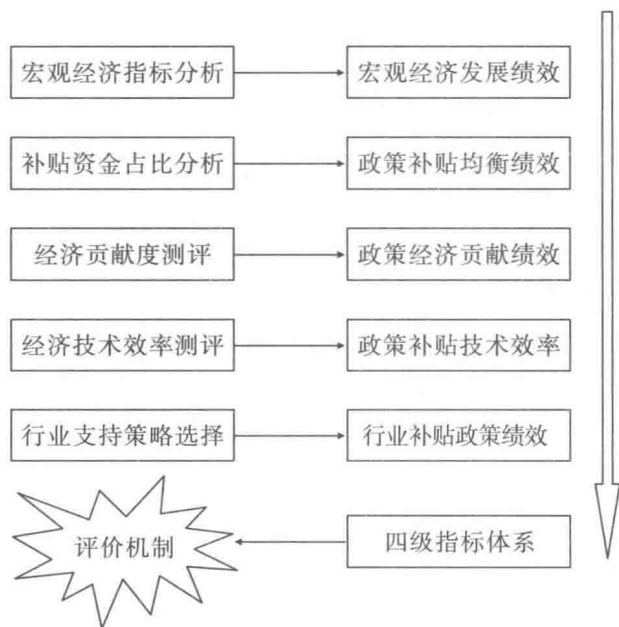 宏观经济指标分析
宏观经济发展绩效
补贴资金占比分析
政策补贴均衡绩效
经济贡献度测评
政策经济贡献绩效
经济技术效率测评
政策补贴技术效率
行业支持策略选择
行业补贴政策绩效
评价机制
四级指标体系